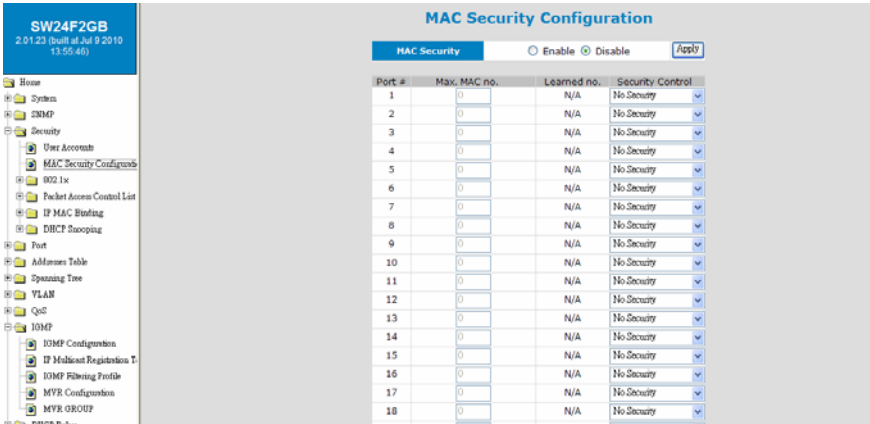 SW24F2GB
2.01.23 (built at Jul 9 2010
13:55:46)
Home
System
SNMP
Security
User Accounts
MAC Security Configurati
802.1x
Packet Access Control List
IP MAC Binding
DHCP Snooping
Port
Addresses Table
Spanning Tree
VLAN
QoS
IGMP
IGMP Configuration
IP Multicast Registration T
IGMP Filtering Profile
MVR Configuration
MVR GROUP
MAC Security Configuration
MAC Security Enable Disable Apply
Port # Max. MAC no. Learned no. Security Control
1 0 N/A No Security
2 0 N/A No Security
3 0 N/A No Security
4 0 N/A No Security
5 0 N/A No Security
6 0 N/A No Security
7 0 N/A No Security
8 0 N/A No Security
9 0 N/A No Security
10 0 N/A No Security
11 0 N/A No Security
12 0 N/A No Security
13 0 N/A No Security
14 0 N/A No Security
15 0 N/A No Security
16 0 N/A No Security
17 0 N/A No Security
18 0 N/A No Security